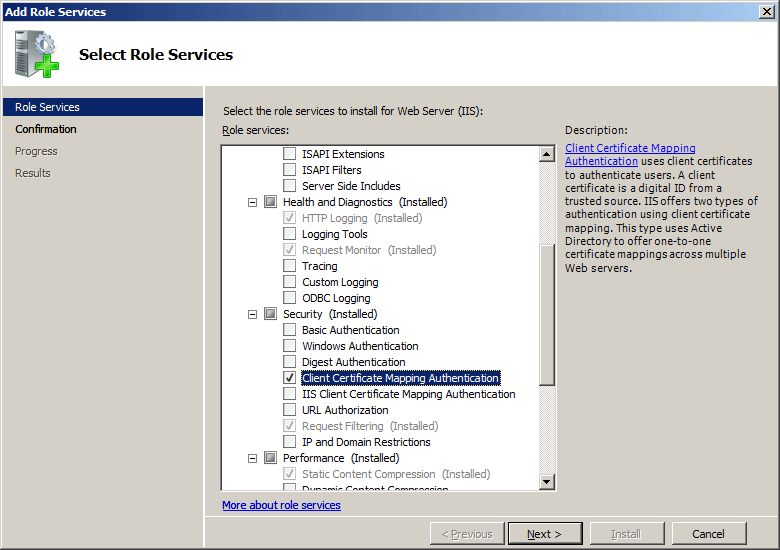 Add Role Services
Select Role Services
Role Services
Confirmation
Progress
Results
Select the role services to install for Web Server (IIS):
Role services:
ISAPI Extensions
ISAPI Filters
Server Side Includes
Health and Diagnostics (Installed)
HTTP Logging (Installed)
Logging Tools
Request Monitor (Installed)
Tracing
Custom Logging
ODBC Logging
Security (Installed)
Basic Authentication
Windows Authentication
Digest Authentication
Client Certificate Mapping Authentication
IIS Client Certificate Mapping Authentication
URL Authorization
Request Filtering (Installed)
IP and Domain Restrictions
Performance (Installed)
Static Content Compression (Installed)
Dynamic Content Compression
More about role services
Description:
Client Certificate Mapping
Authentication uses client certificates
to authenticate users. A client
certificate is a digital ID from a
trusted source. IIS offers two types of
authentication using client certificate
mapping. This type uses Active
Directory to offer one-to-one
certificate mappings across multiple
Web servers.
< Previous
Next >
Install
Cancel